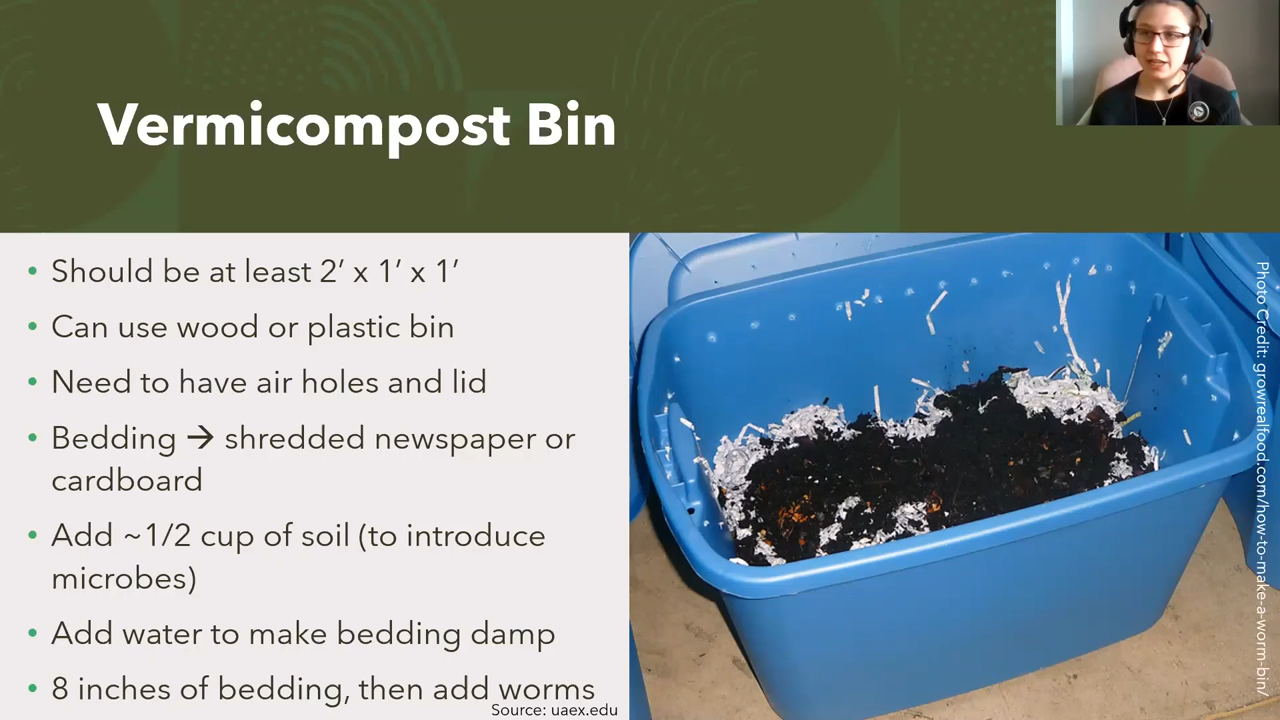 Vermicompost Bin
• Should be at least 2’ x 1’ x 1’
• Can use wood or plastic bin
• Need to have air holes and lid
• Bedding → shredded newspaper or
cardboard
• Add ~1/2 cup of soil (to introduce
microbes)
• Add water to make bedding damp
• 8 inches of bedding, then add worms
Source: uaex.edu
Photo Credit: growrealfood.com/how-to-make-a-worm-bin/